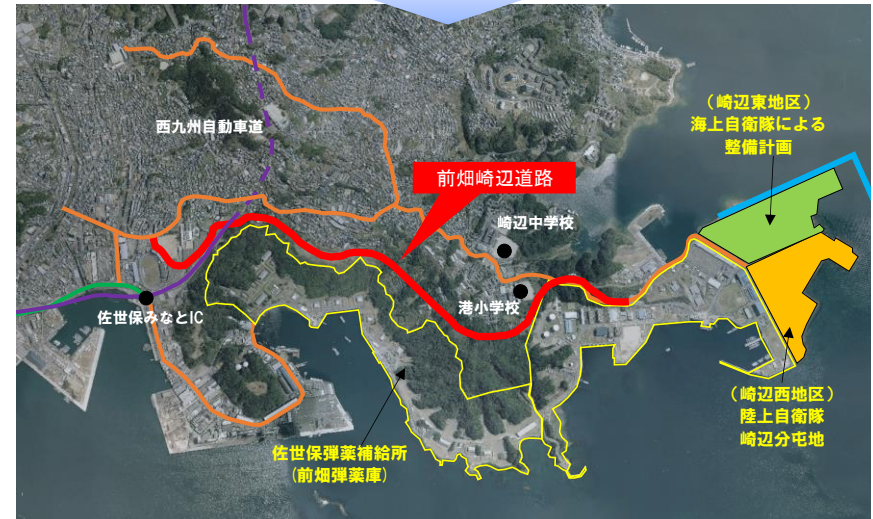 (崎辺東地区)
海上自衛隊による
整備計画
西九州自動車道
前畑崎辺道路
崎辺中学校
港小学校
佐世保みなとIC
(崎辺西地区)
陸上自衛隊
崎辺分屯地
佐世保弾薬補給所
(前畑弾薬庫)